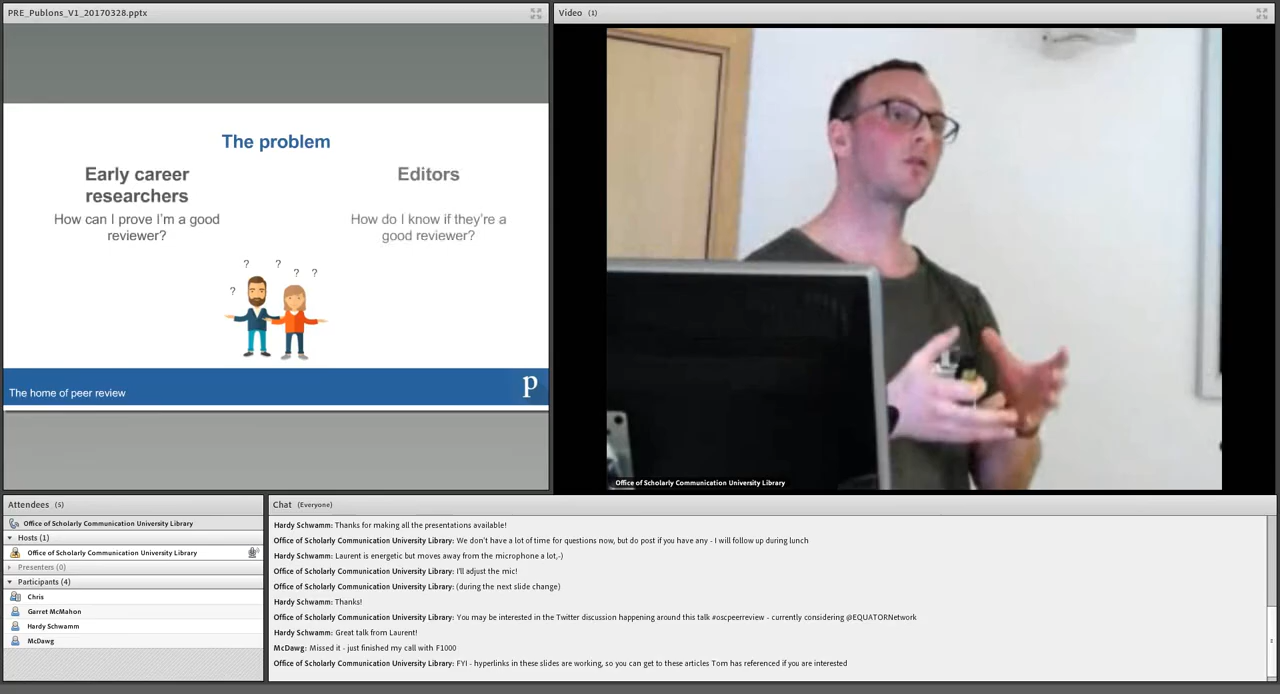 PRE_Publons_V1_20170328.pptx
The problem
Early career
researchers
How can I prove I'm a good
reviewer?
Editors
How do I know if they're a
good reviewer?
? ? ? ?
?
The home of peer review
p
Video (1)
Office of Scholarly Communication University Library
Attendees (5)
Office of Scholarly Communication University Library
Hosts (1)
Office of Scholarly Communication University Library
Presenters (0)
Participants (4)
Chris
Garret McMahon
Hardy Schwamm
McDawg
Chat (Everyone)
Hardy Schwamm: Thanks for making all the presentations available!
Office of Scholarly Communication University Library: We don't have a lot of time for questions now, but do post if you have any - I will follow up during lunch
Hardy Schwamm: Laurent is energetic but moves away from the microphone a lot,-)
Office of Scholarly Communication University Library: I'll adjust the mic!
Office of Scholarly Communication University Library: (during the next slide change)
Hardy Schwamm: Thanks!
Office of Scholarly Communication University Library: You may be interested in the Twitter discussion happening around this talk #oscpeerreview - currently considering @EQUATORNetwork
Hardy Schwamm: Great talk from Laurent!
McDawg: Missed it - just finished my call with F1000
Office of Scholarly Communication University Library: FYI - hyperlinks in these slides are working, so you can get to these articles Tom has referenced if you are interested